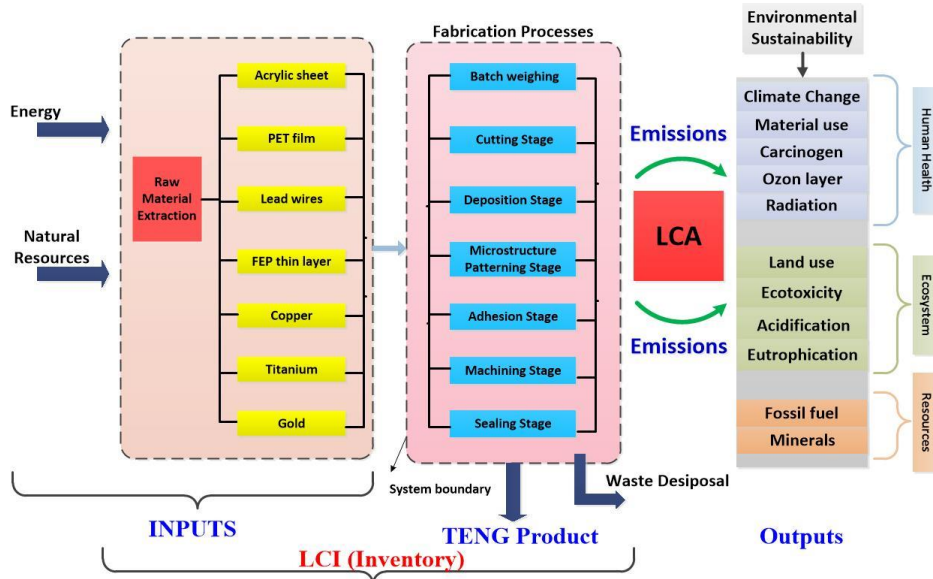 Energy
Natural
Resources
Raw
Material
Extraction
Acrylic sheet
PET film
Lead wires
FEP thin layer
Copper
Titanium
Gold
INPUTS
Fabrication Processes
Batch weighing
Cutting Stage
Deposition Stage
Microstructure
Patterning Stage
Adhesion Stage
Machining Stage
Sealing Stage
System boundary
TENG Product
Waste Desiposal
LCI (Inventory)
Emissions
LCA
Emissions
Environmental
Sustainability
Climate Change
Material use
Carcinogen
Ozon layer
Radiation
Human Health
Land use
Ecotoxicity
Acidification
Eutrophication
Ecosystem
Fossil fuel
Minerals
Resources
Outputs